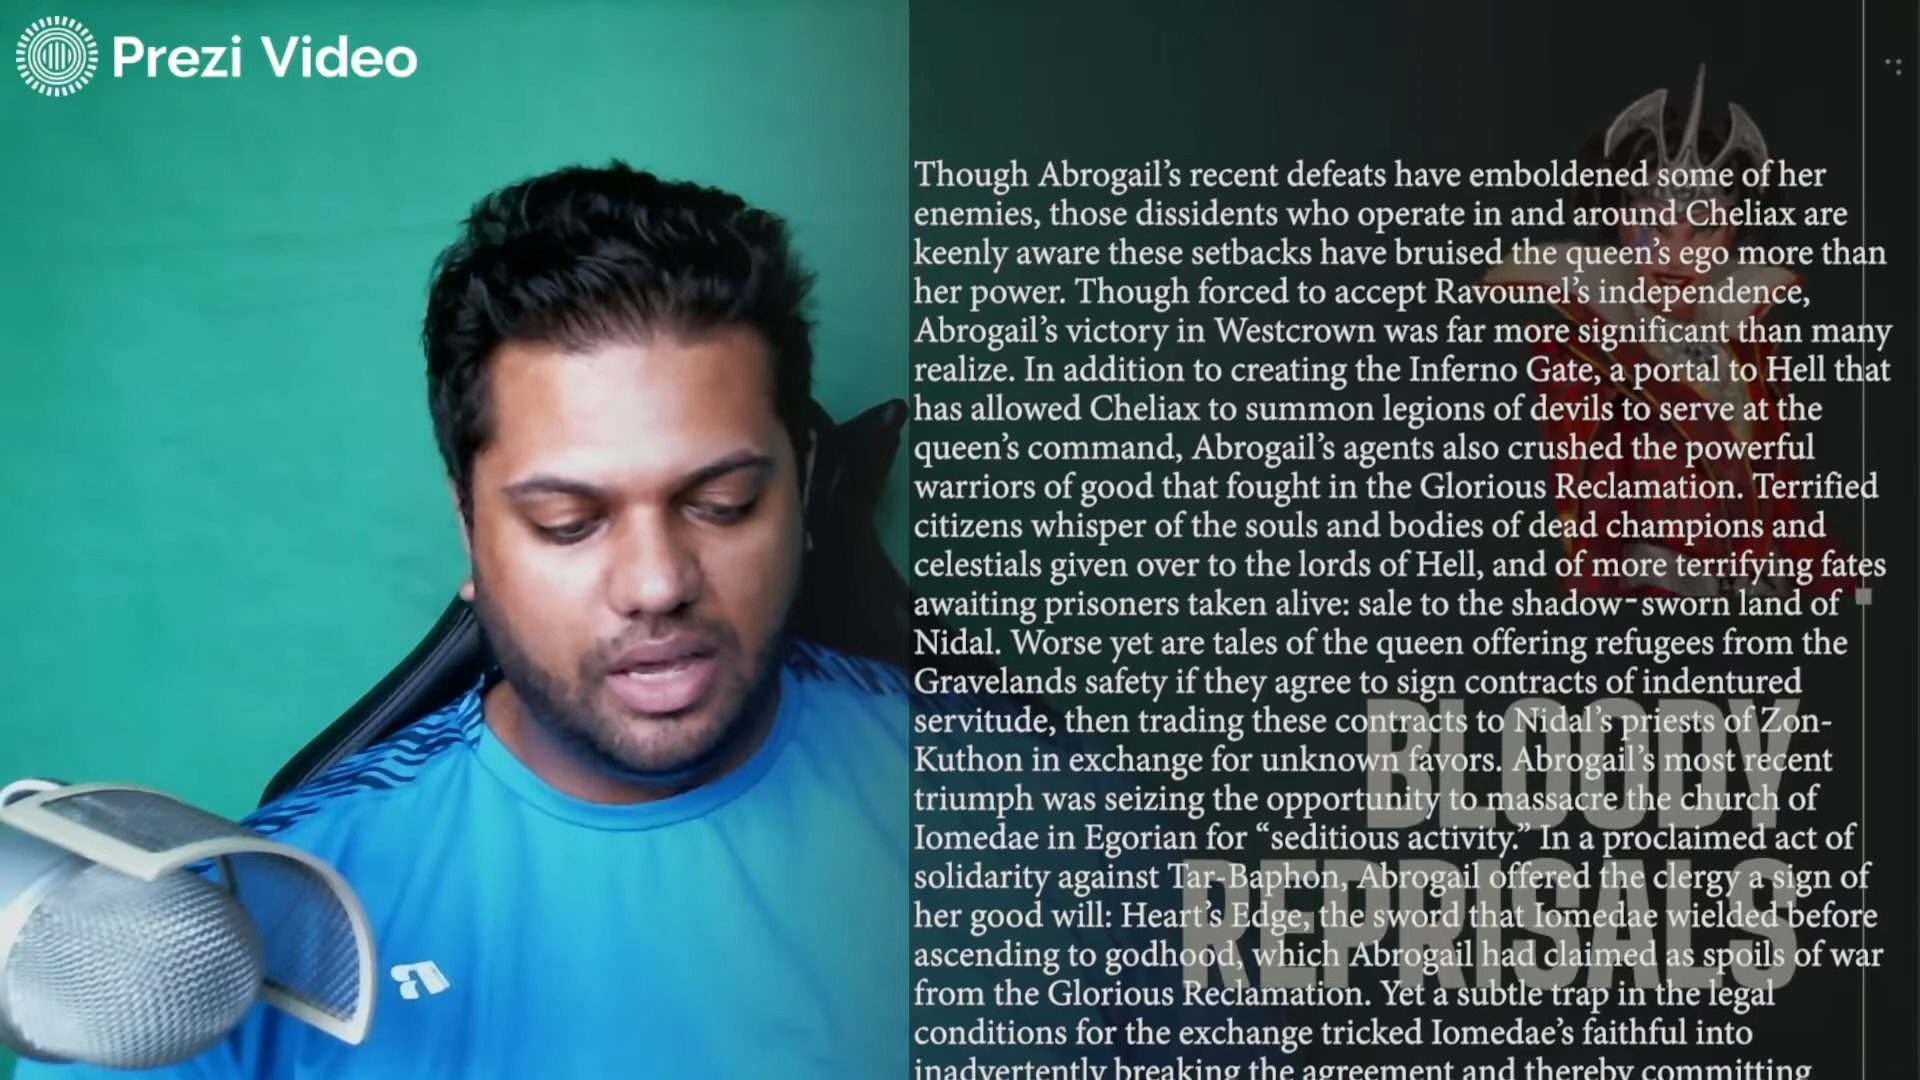 Prezi Video
Though Abrogail’s recent defeats have emboldened some of her
enemies, those dissidents who operate in and around Cheliax are
keenly aware these setbacks have bruised the queen’s ego more than
her power. Though forced to accept Ravounel’s independence,
Abrogail’s victory in Westcrown was far more significant than many
realize. In addition to creating the Inferno Gate, a portal to Hell that
has allowed Cheliax to summon legions of devils to serve at the
queen’s command, Abrogail’s agents also crushed the powerful
warriors of good that fought in the Glorious Reclamation. Terrified
citizens whisper of the souls and bodies of dead champions and
celestials given over to the lords of Hell, and of more terrifying fates
awaiting prisoners taken alive: sale to the shadow-sworn land of
Nidal. Worse yet are tales of the queen offering refugees from the
Gravelands safety if they agree to sign contracts of indentured
servitude, then trading these contracts to Nidal’s priests of Zon-
Kuthon in exchange for unknown favors. Abrogail’s most recent
triumph was seizing the opportunity to massacre the church of
Iomedae in Egorian for “seditious activity.” In a proclaimed act of
solidarity against Tar-Baphon, Abrogail offered the clergy a sign of
her good will: Heart’s Edge, the sword that Iomedae wielded before
ascending to godhood, which Abrogail had claimed as spoils of war
from the Glorious Reclamation. Yet a subtle trap in the legal
conditions for the exchange tricked Iomedae’s faithful into
inadvertently breaking the agreement and thereby committing
BLOODY
REPRISALS